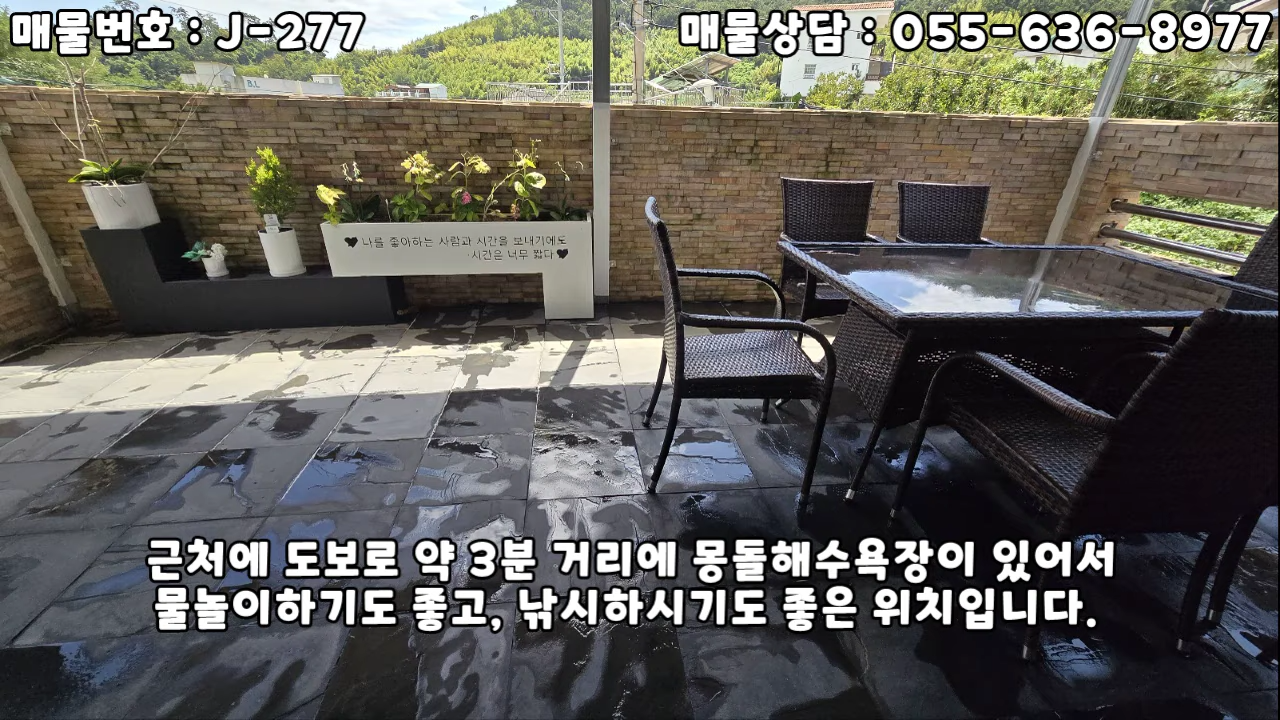 매물번호 : J-277
매물상담 : 055-636-8977
B.L
♥ 나를 좋아하는 사람과 시간을 보내기에도
시간은 너무 짧다 ♥
근처에 도보로 약 3분 거리에 몽돌해수욕장이 있어서
물놀이하기도 좋고, 낚시하시기도 좋은 위치입니다.